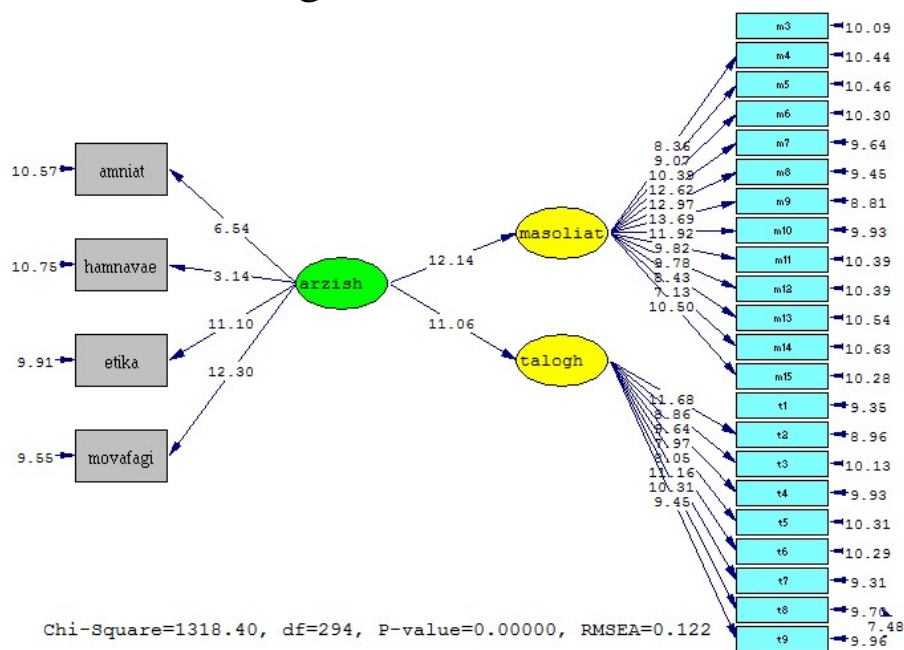 10.57 amniat
10.75 hamnavae
9.91 etika
9.55 movafagi
6.54
3.14
11.10
12.30
arzish
12.14
11.06
masoliat
talogh
8.36
9.07
10.39
12.62
12.97
13.69
11.92
9.82
9.78
8.43
7.13
10.50
11.68
8.86
8.64
7.97
11.16
10.31
9.45
m3 10.09
m4 10.44
m5 10.46
m6 10.30
m7 9.64
m8 9.45
m9 8.81
m10 9.93
m11 10.39
m12 10.39
m13 10.54
m14 10.63
m15 10.28
t1 9.35
t2 8.96
t3 10.13
t4 9.93
t5 10.31
t6 10.29
t7 9.31
t8 9.70
7.48
t9 9.96
Chi-Square=1318.40, df=294, P-value=0.00000, RMSEA=0.122